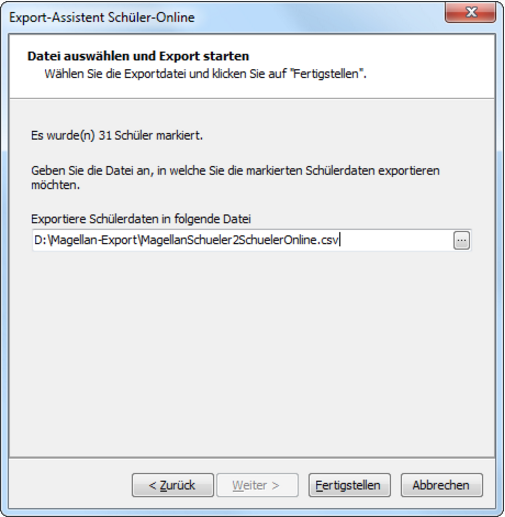 Export-Assistent Schüler-Online
Datei auswählen und Export starten
Wählen Sie die Exportdatei und klicken Sie auf "Fertigstellen".
Es wurde(n) 31 Schüler markiert.
Geben Sie die Datei an, in welche Sie die markierten Schülerdaten exportieren
möchten.
Exportiere Schülerdaten in folgende Datei
D:\Magellan-Export\MagellanSchueler2SchuelerOnline.csv
...
< Zurück Weiter > Fertigstellen Abbrechen